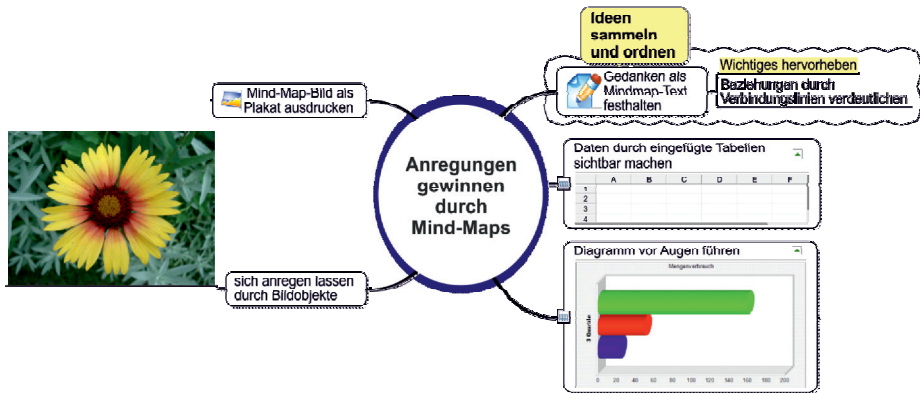 Ideen
sammeln
und ordnen
Gedanken als
Mindmap-Text
festhalten
Wichtiges hervorheben
Beziehungen durch
Verbindungslinien verdeutlichen
Mind-Map-Bild als
Plakat ausdrucken
Anregungen
gewinnen
durch
Mind-Maps
Daten durch eingefügte Tabellen
sichtbar machen
A B C D E F
1
2
3
4
sich anregen lassen
durch Bildobjekte
Diagramm vor Augen führen
Mengenverbrauch
0 20 40 60 80 100 120 140 160 180 200